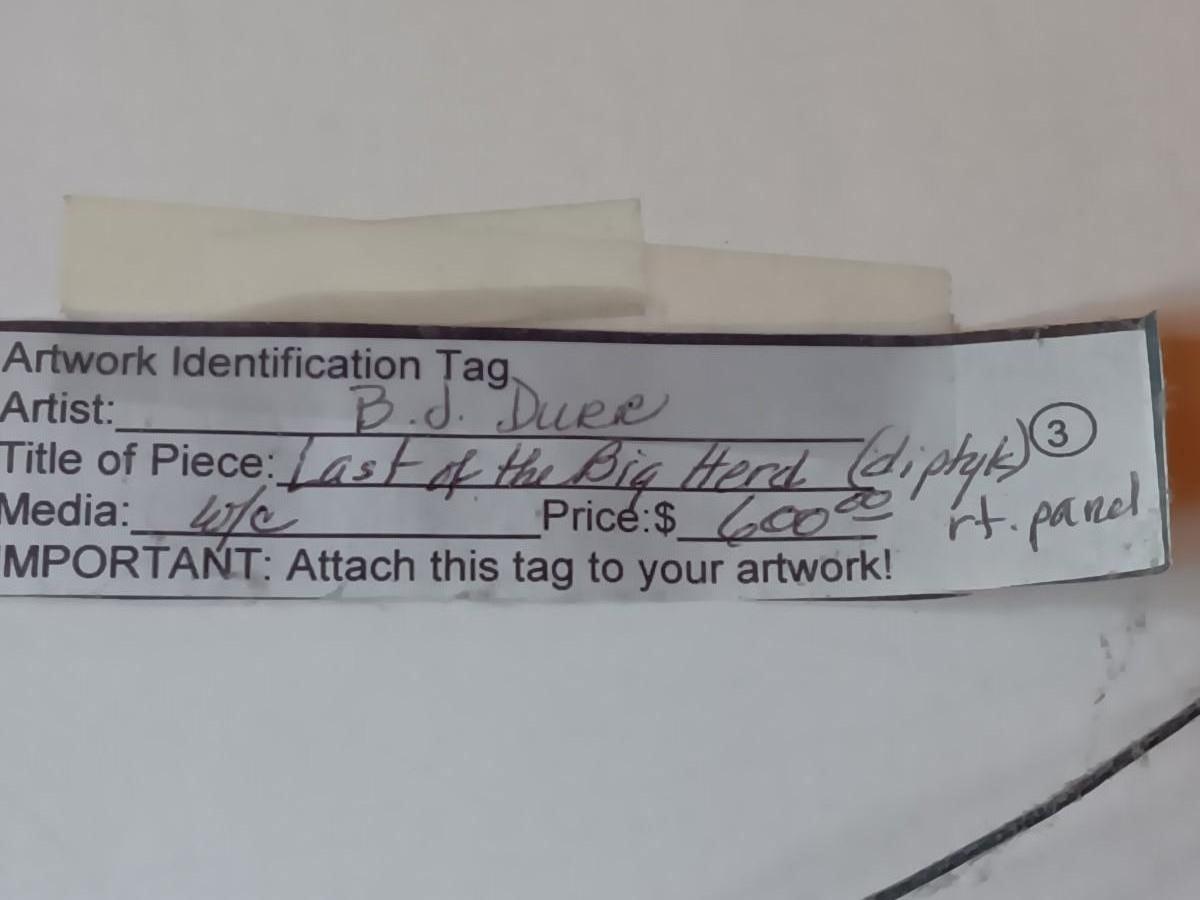 Artwork Identification Tag
Artist: B.J. Durr
Title of Piece: Last of the Big Herd (diptyk) 3
Media: w/c Price:$ 600 00 rt. panel
IMPORTANT: Attach this tag to your artwork!